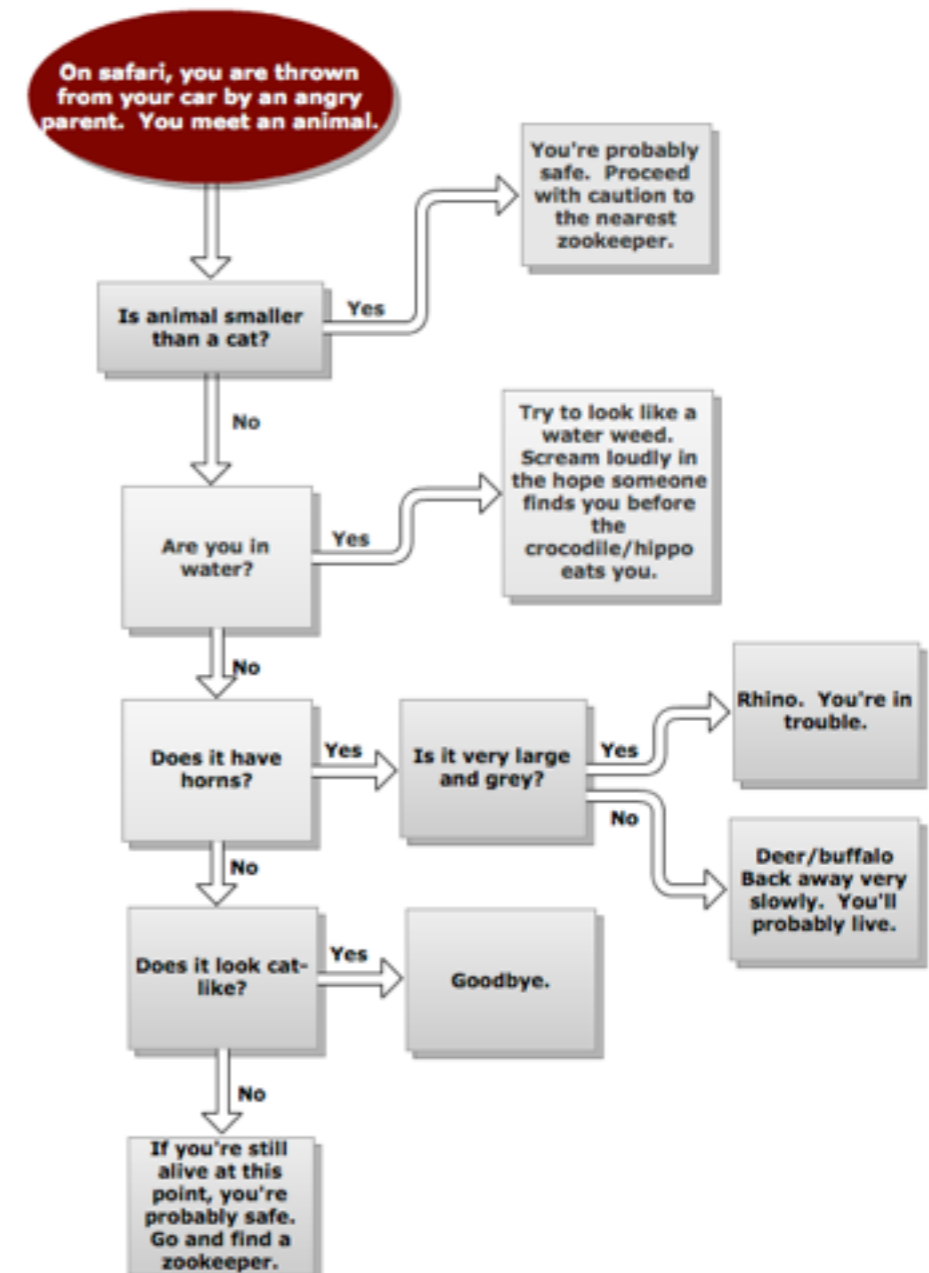 On safari, you are thrown
from your car by an angry
parent.  You meet an animal.
You're probably
safe.  Proceed
with caution to
the nearest
zookeeper.
Is animal smaller
than a cat?
Yes
No
Try to look like a
water weed.
Scream loudly in
the hope someone
finds you before
the
crocodile/hippo
eats you.
Are you in
water?
Yes
No
Does it have
horns?
Yes
Is it very large
and grey?
Yes
Rhino.  You're in
trouble.
No
Deer/buffalo
Back away very
slowly.  You'll
probably live.
No
Does it look cat-
like?
Yes
Goodbye.
No
If you're still
alive at this
point, you're
probably safe.
Go and find a
zookeeper.